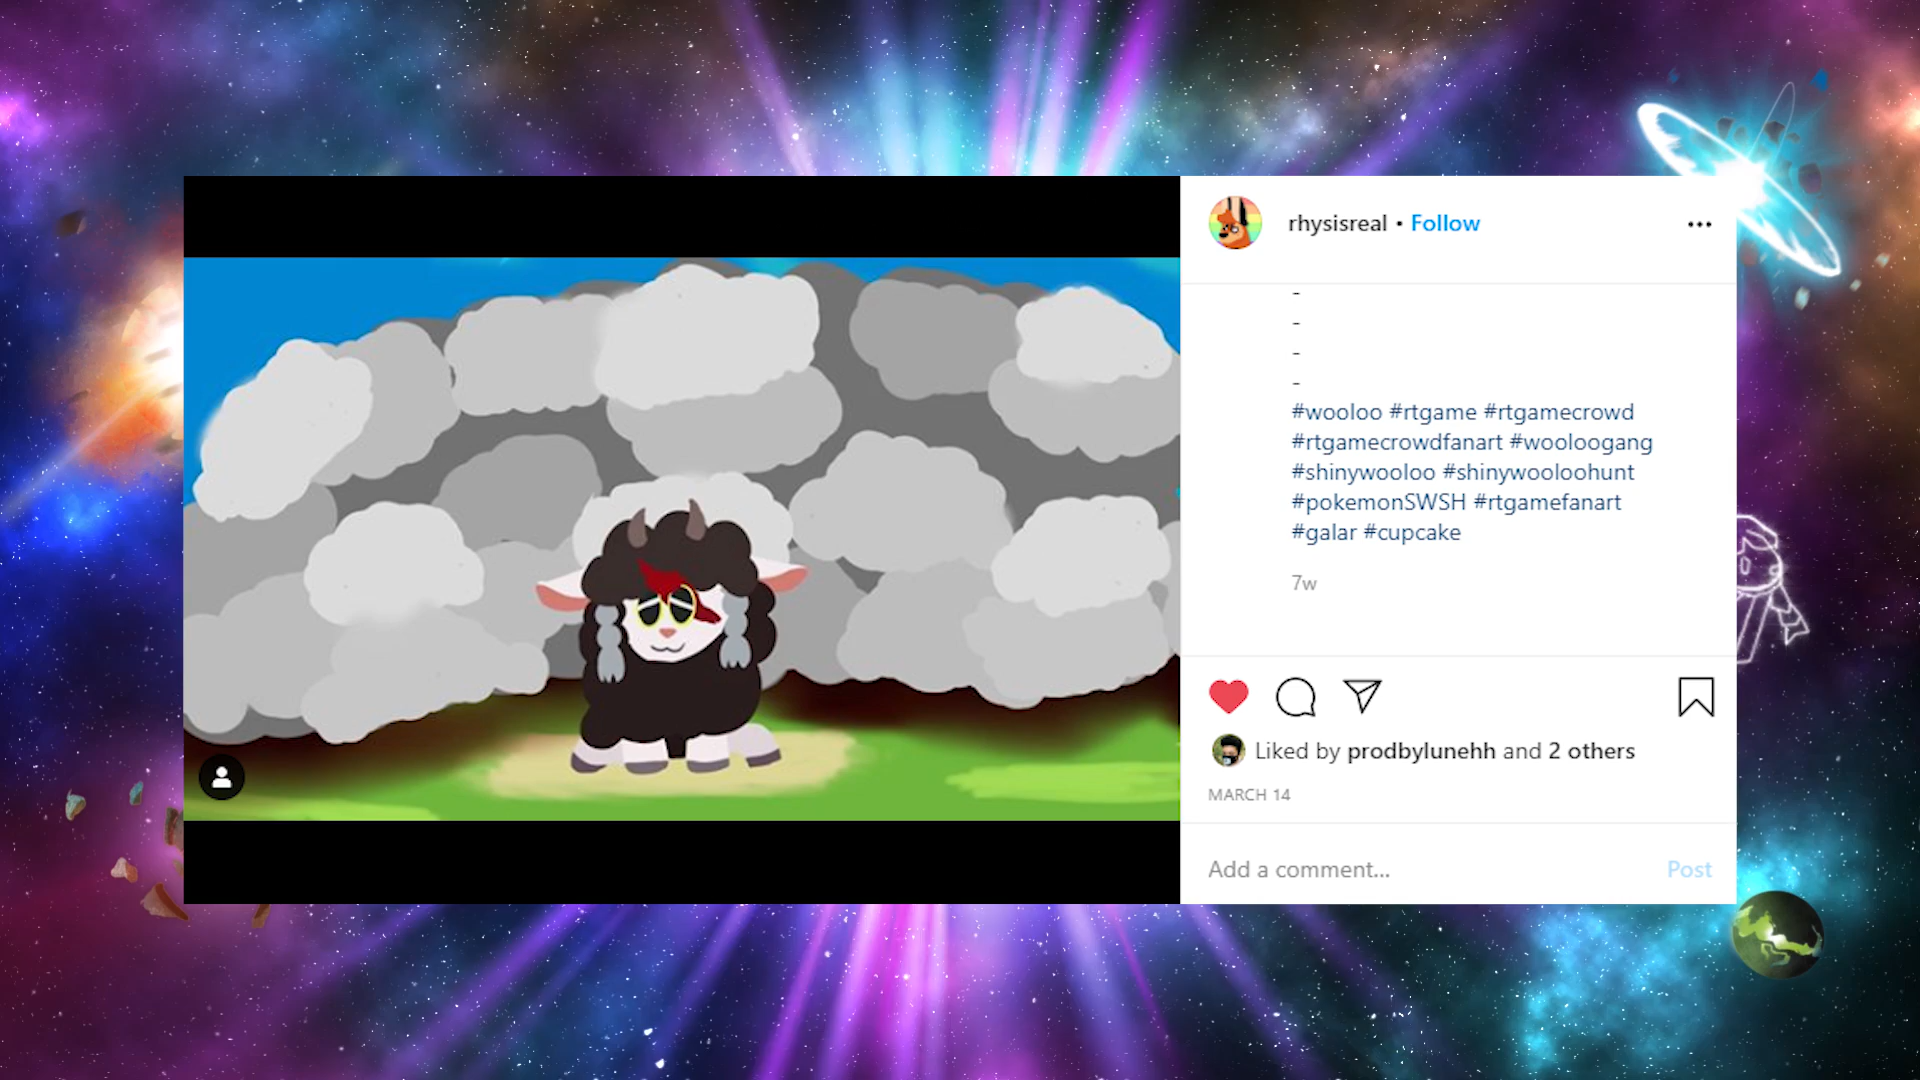 rhysisreal • Follow
-
-
-
-
#wooloo #rtgame #rtgamecrowd
#rtgamecrowdfanart #wooloogang
#shinywooloo #shinywooloohunt
#pokemonSWSH #rtgamefanart
#galar #cupcake
7w
Liked by prodbylunehh and 2 others
MARCH 14
Add a comment...
Post